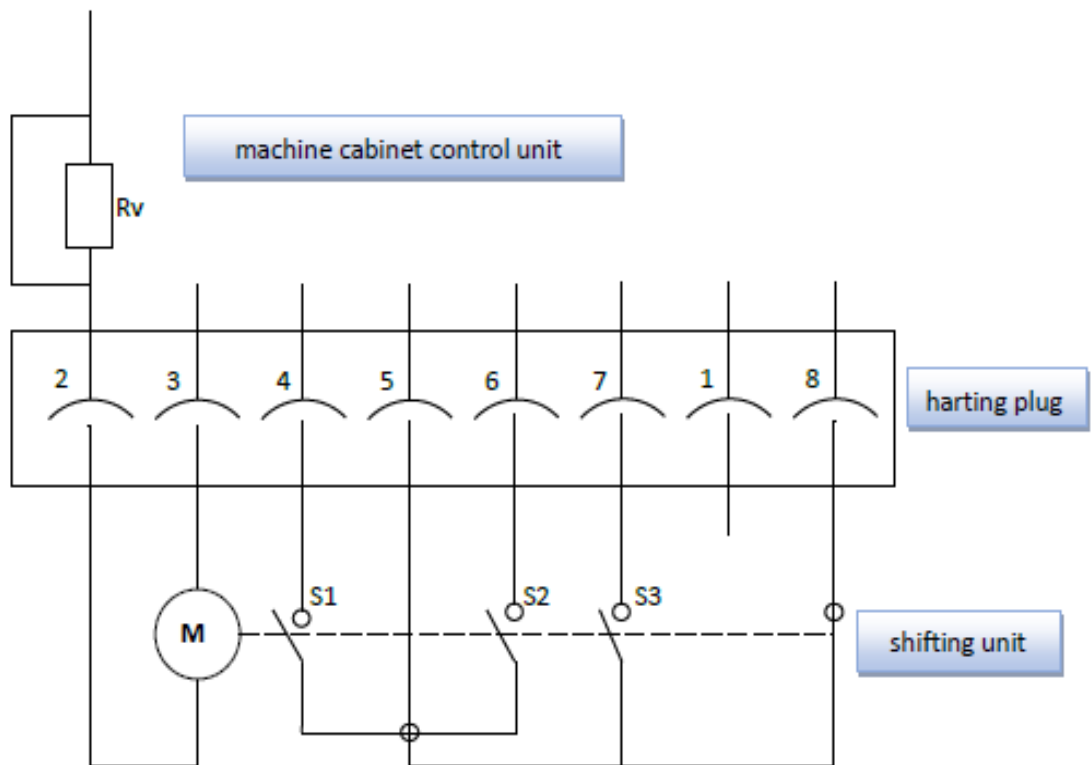 machine cabinet control unit
Rv
2 3 4 5 6 7 1 8
harting plug
S1 S2 S3
M
shifting unit